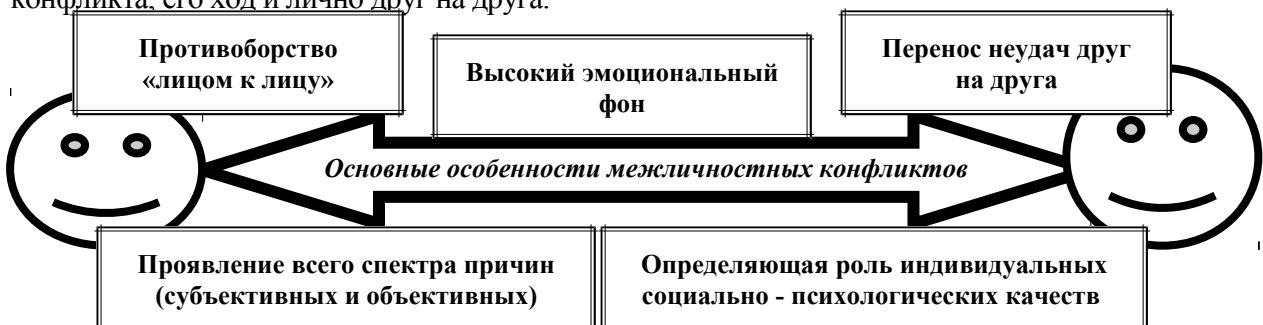 конфликта, его ход и лично друг на друга.
Противоборство
«лицом к лицу»
Высокий эмоциональный
фон
Перенос неудач друг
на друга
Основные особенности межличностных конфликтов
Проявление всего спектра причин
(субъективных и объективных)
Определяющая роль индивидуальных
социально - психологических качеств